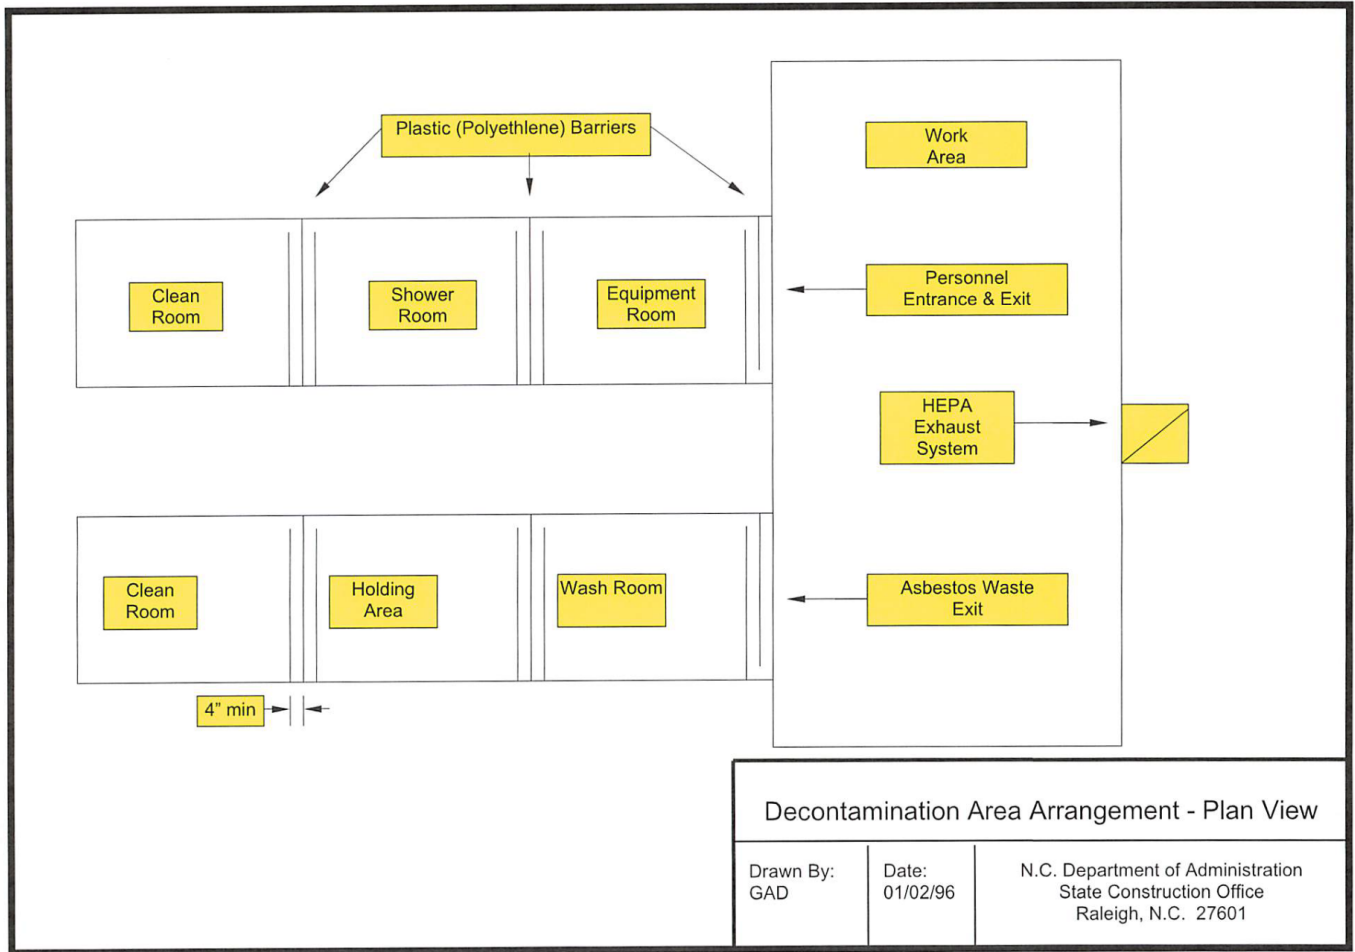 Plastic (Polyethlene) Barriers
Work
Area
Clean
Room
Shower
Room
Equipment
Room
Personnel
Entrance & Exit
HEPA
Exhaust
System
Clean
Room
Holding
Area
Wash Room
Asbestos Waste
Exit
4" min
Decontamination Area Arrangement - Plan View
Drawn By:
GAD
Date:
01/02/96
N.C. Department of Administration
State Construction Office
Raleigh, N.C. 27601